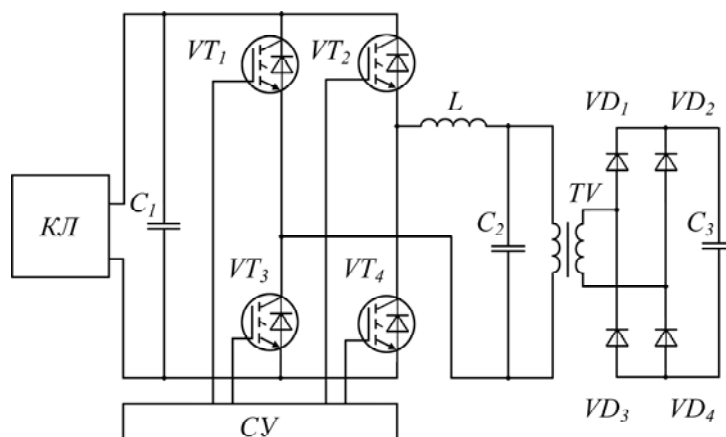 VT₁
VT₂
L
VD₁
VD₂
КЛ
C₁
C₂
TV
C₃
VT₃
VT₄
VD₃
VD₄
СУ